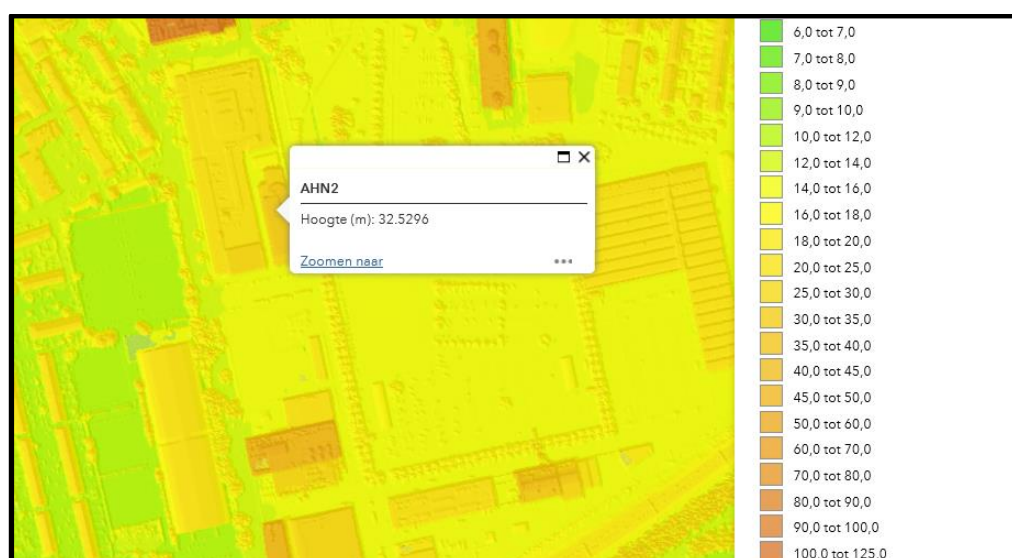 AHN2
Hoogte (m): 32.5296
Zoomen naar
6,0 tot 7,0
7,0 tot 8,0
8,0 tot 9,0
9,0 tot 10,0
10,0 tot 12,0
12,0 tot 14,0
14,0 tot 16,0
16,0 tot 18,0
18,0 tot 20,0
20,0 tot 25,0
25,0 tot 30,0
30,0 tot 35,0
35,0 tot 40,0
40,0 tot 45,0
45,0 tot 50,0
50,0 tot 60,0
60,0 tot 70,0
70,0 tot 80,0
80,0 tot 90,0
90,0 tot 100,0
100,0 tot 125,0